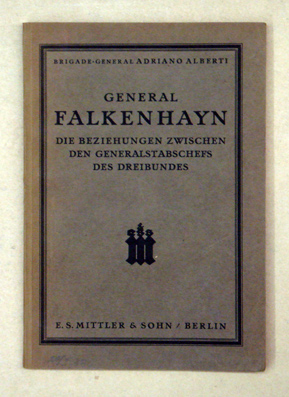 BRIGADE-GENERAL ADRIANO ALBERTI
GENERAL
FALKENHAYN
DIE BEZIEHUNGEN ZWISCHEN
DEN GENERALSTABSCHEFS
DES DREIBUNDES
E. S. MITTLER & SOHN / BERLIN